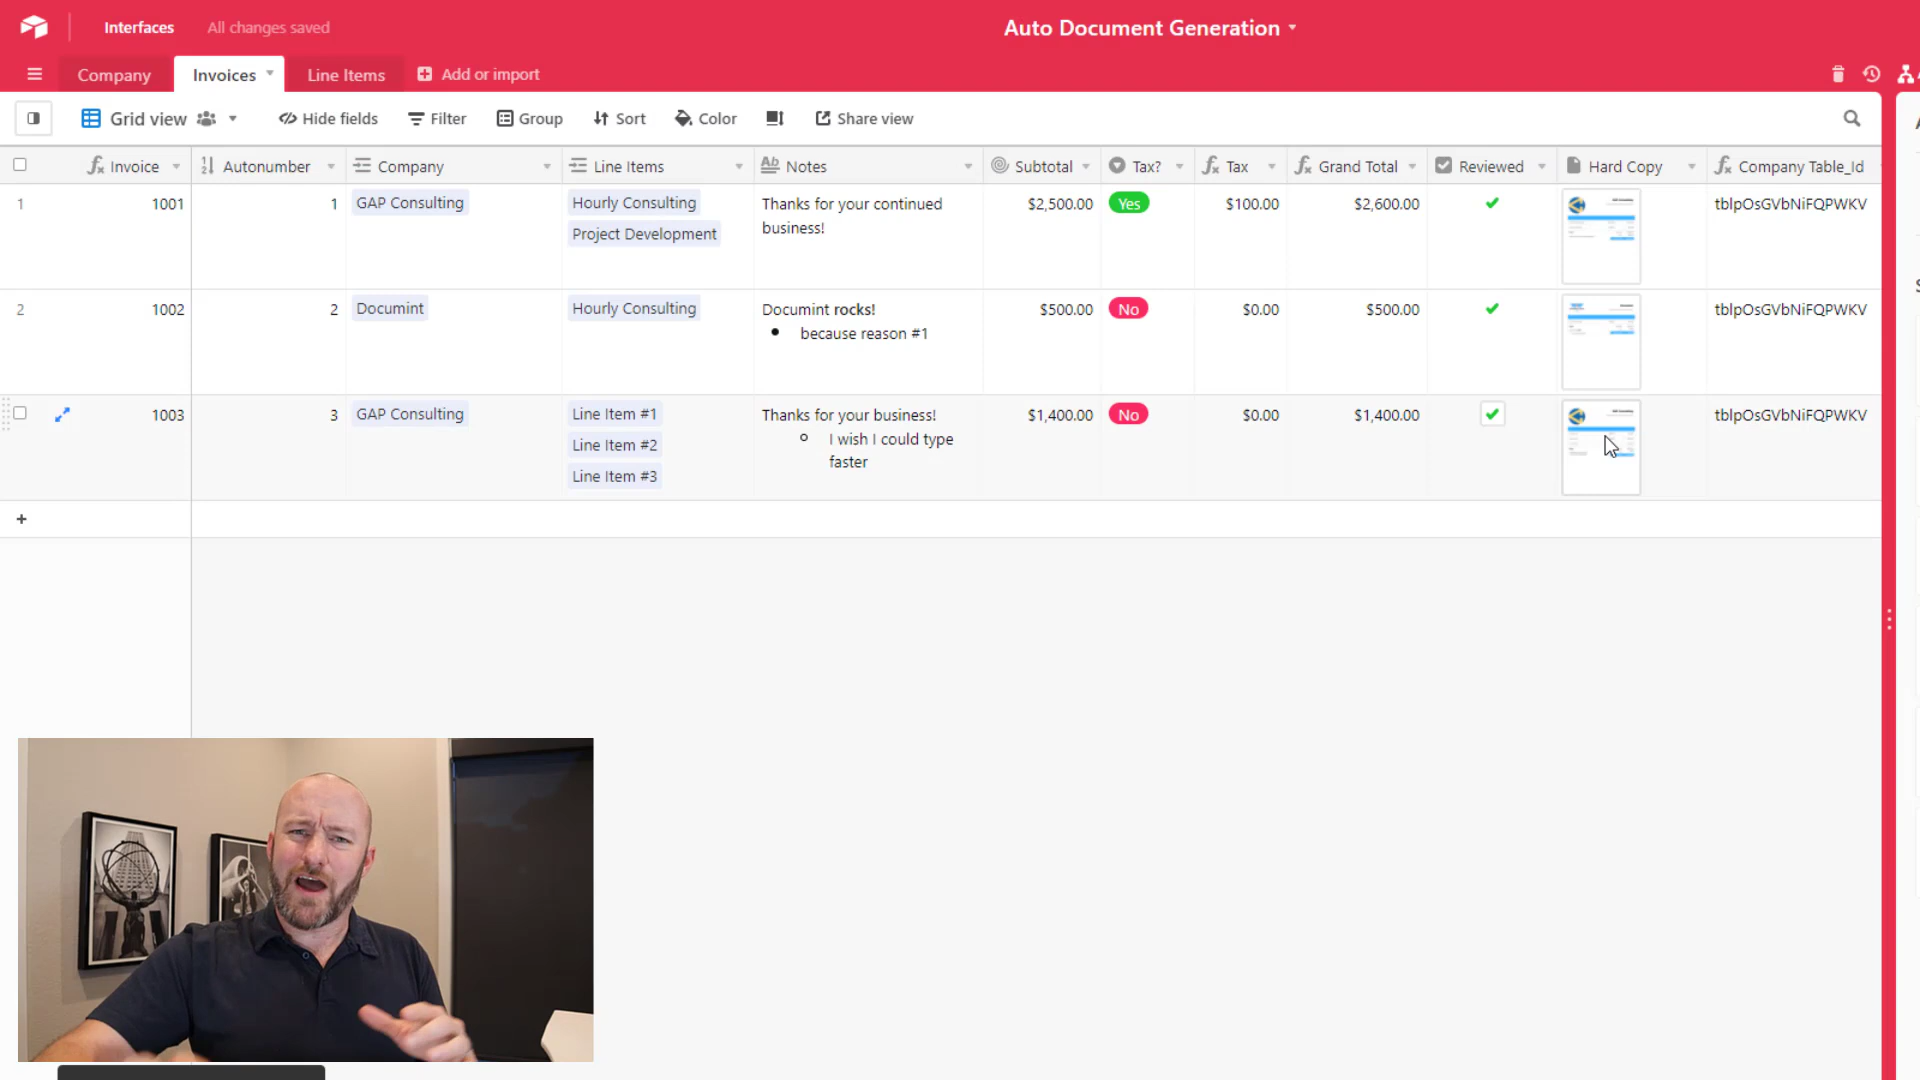 Interfaces All changes saved Auto Document Generation
Company Invoices Line Items Add or import
Grid view Hide fields Filter Group Sort Color Share view
Invoice Autonumber Company Line Items Notes Subtotal Tax? Tax Grand Total Reviewed Hard Copy Company Table_Id
1 1001 1 GAP Consulting Hourly Consulting Thanks for your continued $2,500.00 Yes $100.00 $2,600.00 tblpOsGVbNiFQPWKV
Project Development business!
2 1002 2 Documint Hourly Consulting Documint rocks! $500.00 No $0.00 $500.00 tblpOsGVbNiFQPWKV
because reason #1
1003 3 GAP Consulting Line Item #1 Thanks for your business! $1,400.00 No $0.00 $1,400.00 tblpOsGVbNiFQPWKV
Line Item #2 I wish I could type
faster
Line Item #3